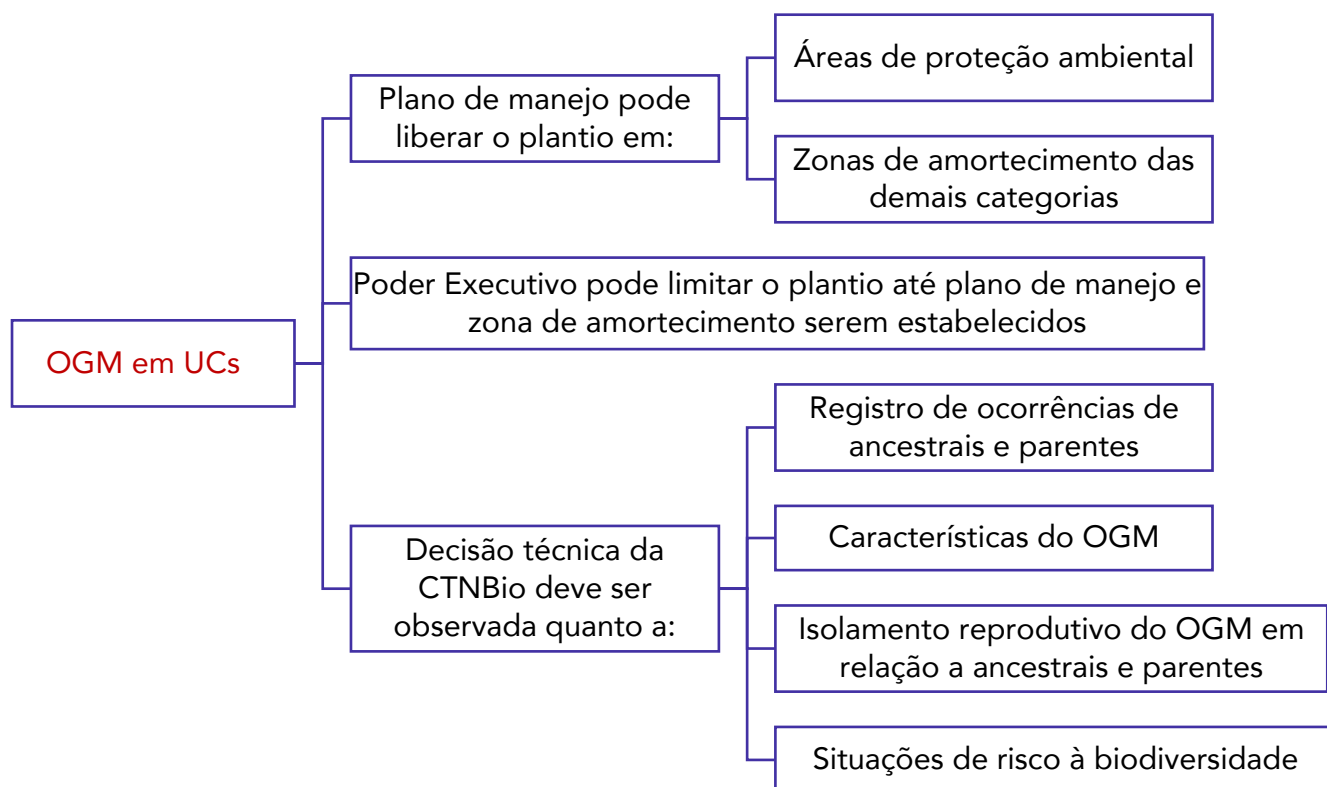 Áreas de proteção ambiental
Plano de manejo pode
liberar o plantio em:
Zonas de amortecimento das
demais categorias
Poder Executivo pode limitar o plantio até plano de manejo e
zona de amortecimento serem estabelecidos
OGM em UCs
Registro de ocorrências de
ancestrais e parentes
Características do OGM
Decisão técnica da
CTNBio deve ser
observada quanto a:
Isolamento reprodutivo do OGM em
relação a ancestrais e parentes
Situações de risco à biodiversidade